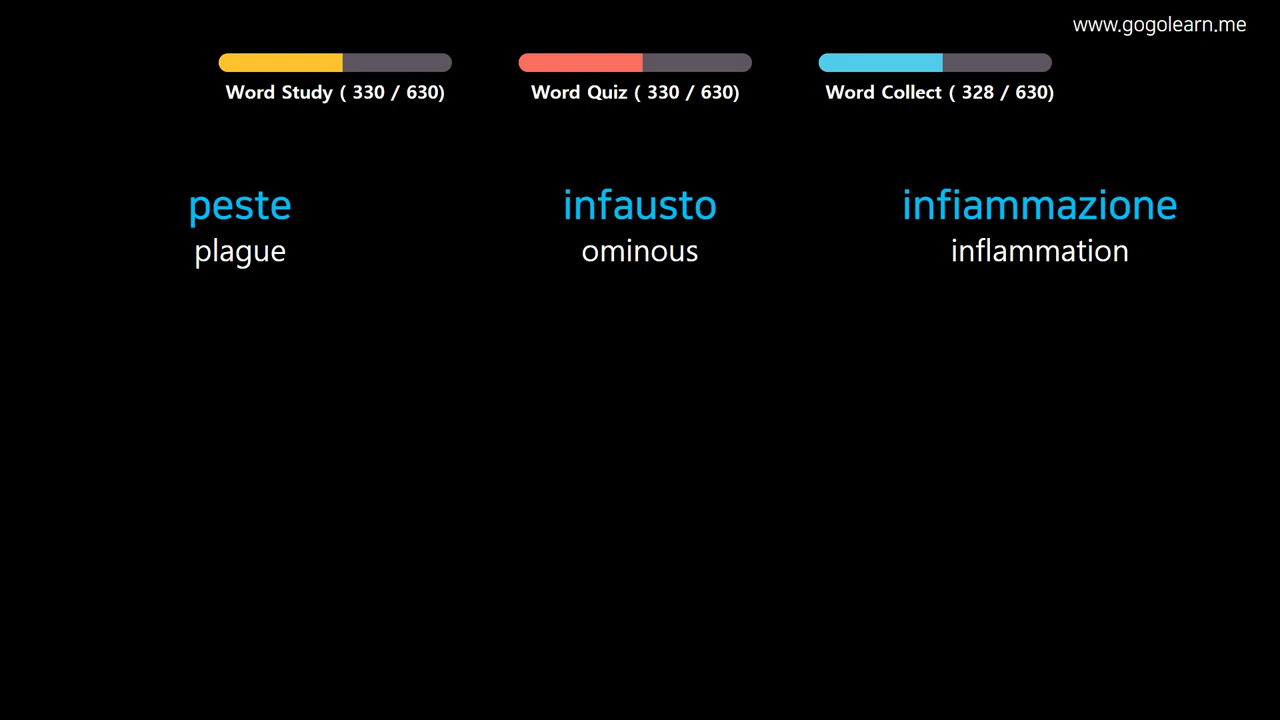 www.gogolearn.me
Word Study ( 330 / 630)
Word Quiz ( 330 / 630)
Word Collect ( 328 / 630)
peste
plague
infausto
ominous
infiammazione
inflammation